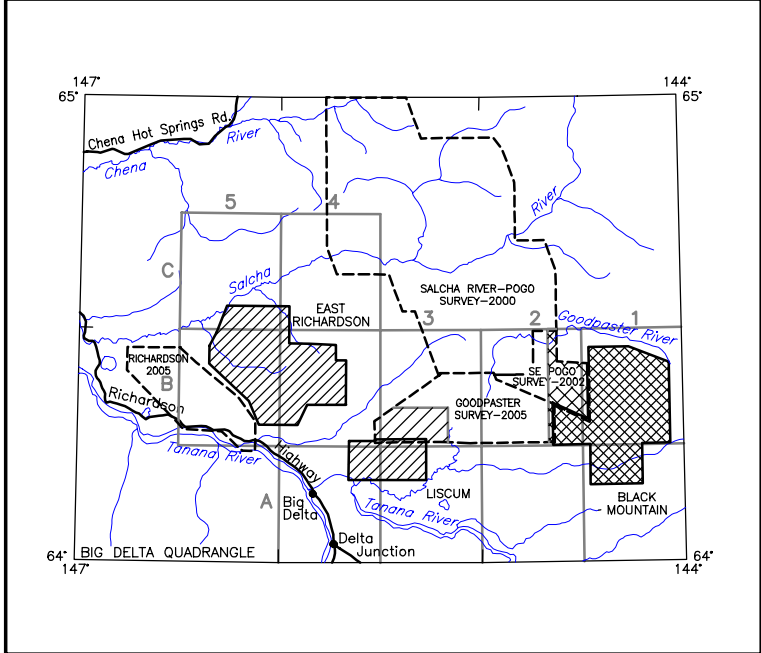 147°
144°
65°
65°
Chena Hot Springs Rd.
River
Chena
River
5
4
C
Salcha
SALCHA RIVER-POGO
SURVEY-2000
EAST
RICHARDSON
3
2
1
Goodpaster River
RICHARDSON
2005
B
SE POGO
SURVEY-2002
Richardson
GOODPASTER
SURVEY-2005
Tanana River
Highway
A
Big
Delta
LISCUM
Tanana River
BLACK
MOUNTAIN
Delta
Junction
BIG DELTA QUADRANGLE
64°
64°
147°
144°